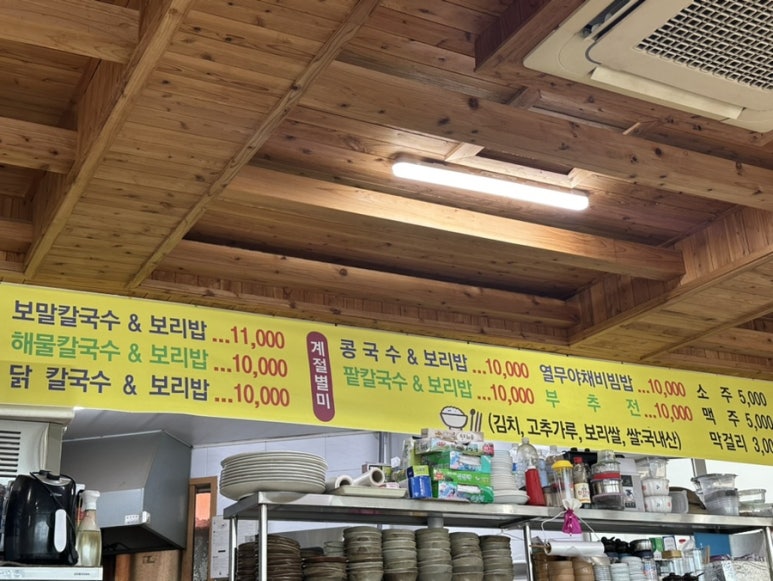 보말칼국수 & 보리밥 ...11,000
해물칼국수 & 보리밥 ...10,000
닭 칼국수 & 보리밥 ...10,000
계절별미
콩국수 & 보리밥 ...10,000
팥칼국수 & 보리밥 ...10,000
열무야채비빔밥 ...10,000
부 추 전 ...10,000
(김치, 고추가루, 보리쌀, 쌀:국내산)
소 주 5,000
맥 주 5,000
막걸리 3,0